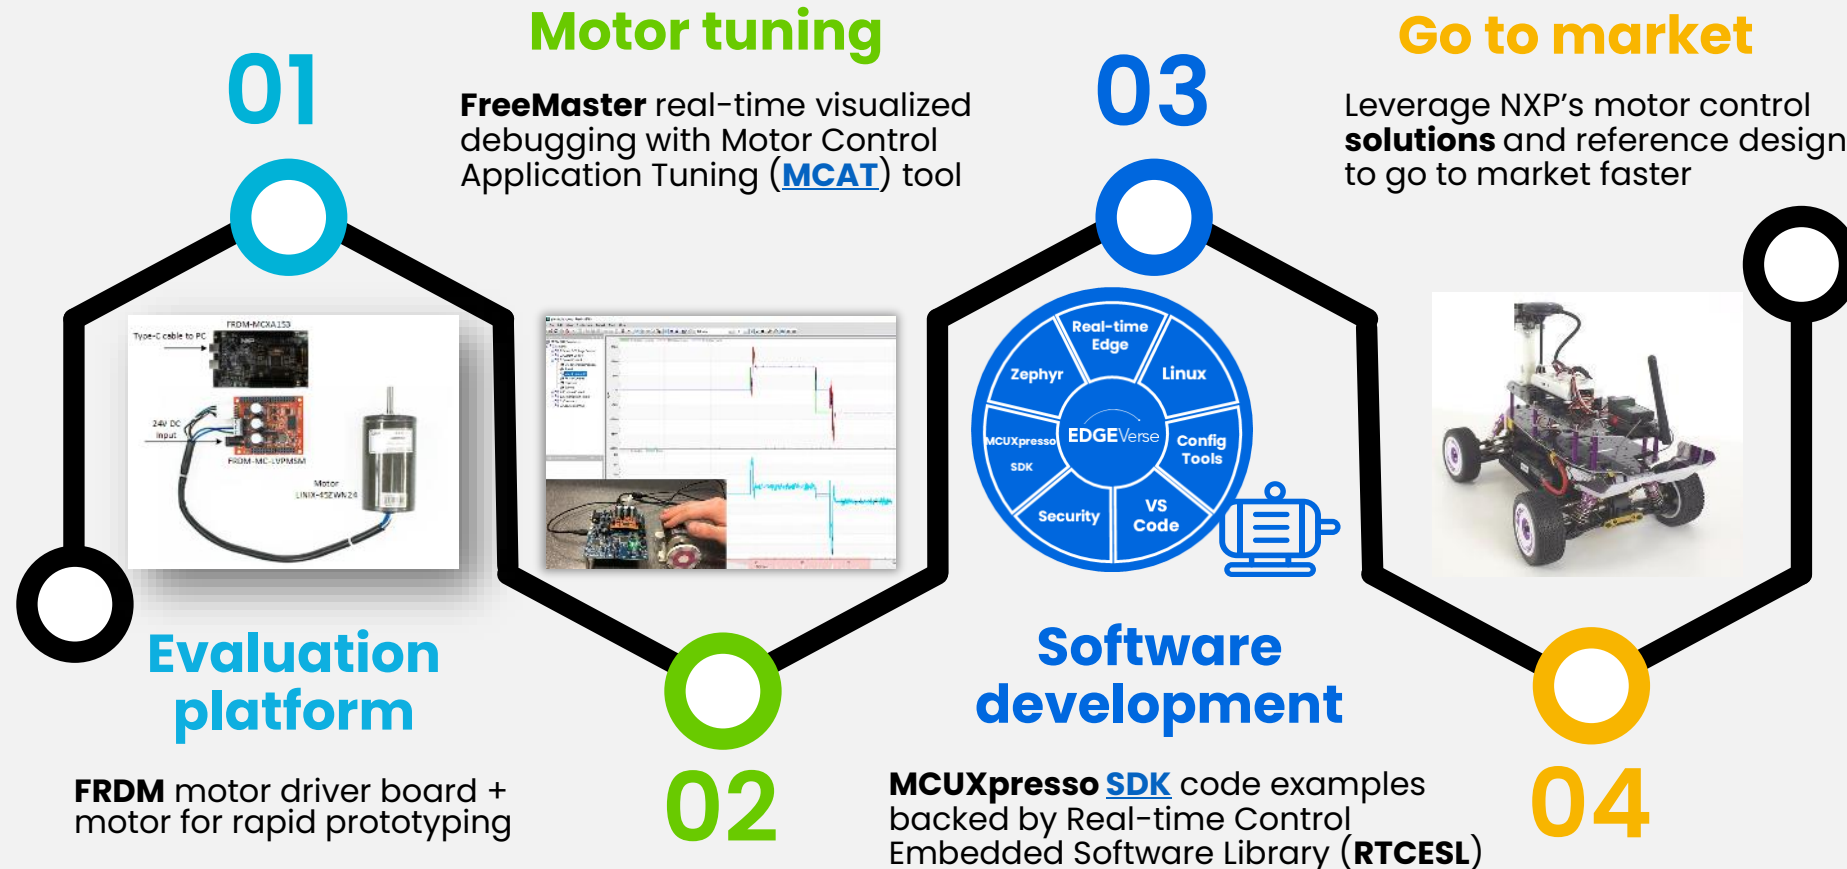 01
Evaluation
platform
FRDM motor driver board +
motor for rapid prototyping
FRDM-MCXA153
Type-C cable to PC
24V DC
Input
FRDM-MC-LVPMSM
Motor
LINIX-45ZWN24
Motor tuning
FreeMaster real-time visualized
debugging with Motor Control
Application Tuning (MCAT) tool
02
03
Real-time
Edge
Linux
Config
Tools
VS
Code
Security
MCUXpresso
SDK
Zephyr
EDGEVerse
Software
development
MCUXpresso SDK code examples
backed by Real-time Control
Embedded Software Library (RTCESL)
Go to market
Leverage NXP's motor control
solutions and reference design
to go to market faster
04